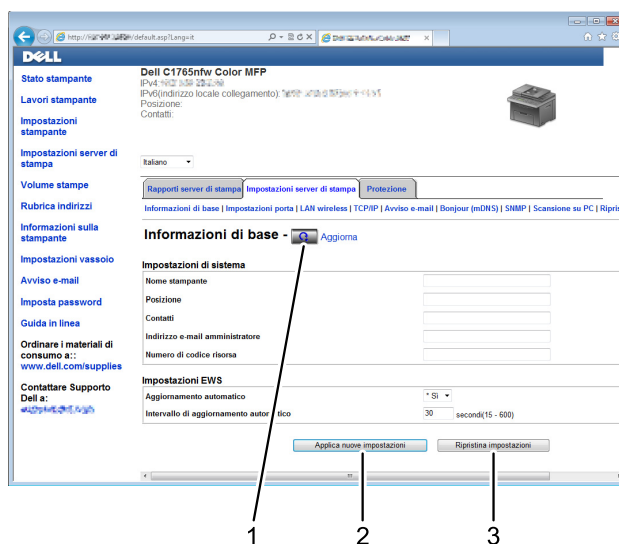 http://
/default.asp?Lang=it
DELL
Stato stampante
Lavori stampante
Impostazioni
stampante
Impostazioni server di
stampa
Volume stampe
Rubrica indirizzi
Informazioni sulla
stampante
Impostazioni vassoio
Avviso e-mail
Imposta password
Guida in linea
Ordinare i materiali di
consumo a::
www.dell.com/supplies
Contattare Supporto
Dell a:
Dell C1765nfw Color MFP
IPv4:
IPv6(indirizzo locale collegamento):
Posizione:
Contatti:
Italiano
Rapporti server di stampa Impostazioni server di stampa Protezione
Informazioni di base | Impostazioni porta | LAN wireless | TCP/IP | Avviso e-mail | Bonjour (mDNS) | SNMP | Scansione su PC | Ripris
Informazioni di base - Aggiorna
Impostazioni di sistema
Nome stampante
Posizione
Contatti
Indirizzo e-mail amministratore
Numero di codice risorsa
Impostazioni EWS
Aggiornamento automatico * Sì
Intervallo di aggiornamento automatico 30 secondi(15 - 600)
Applica nuove impostazioni Ripristina impostazioni
1 2 3